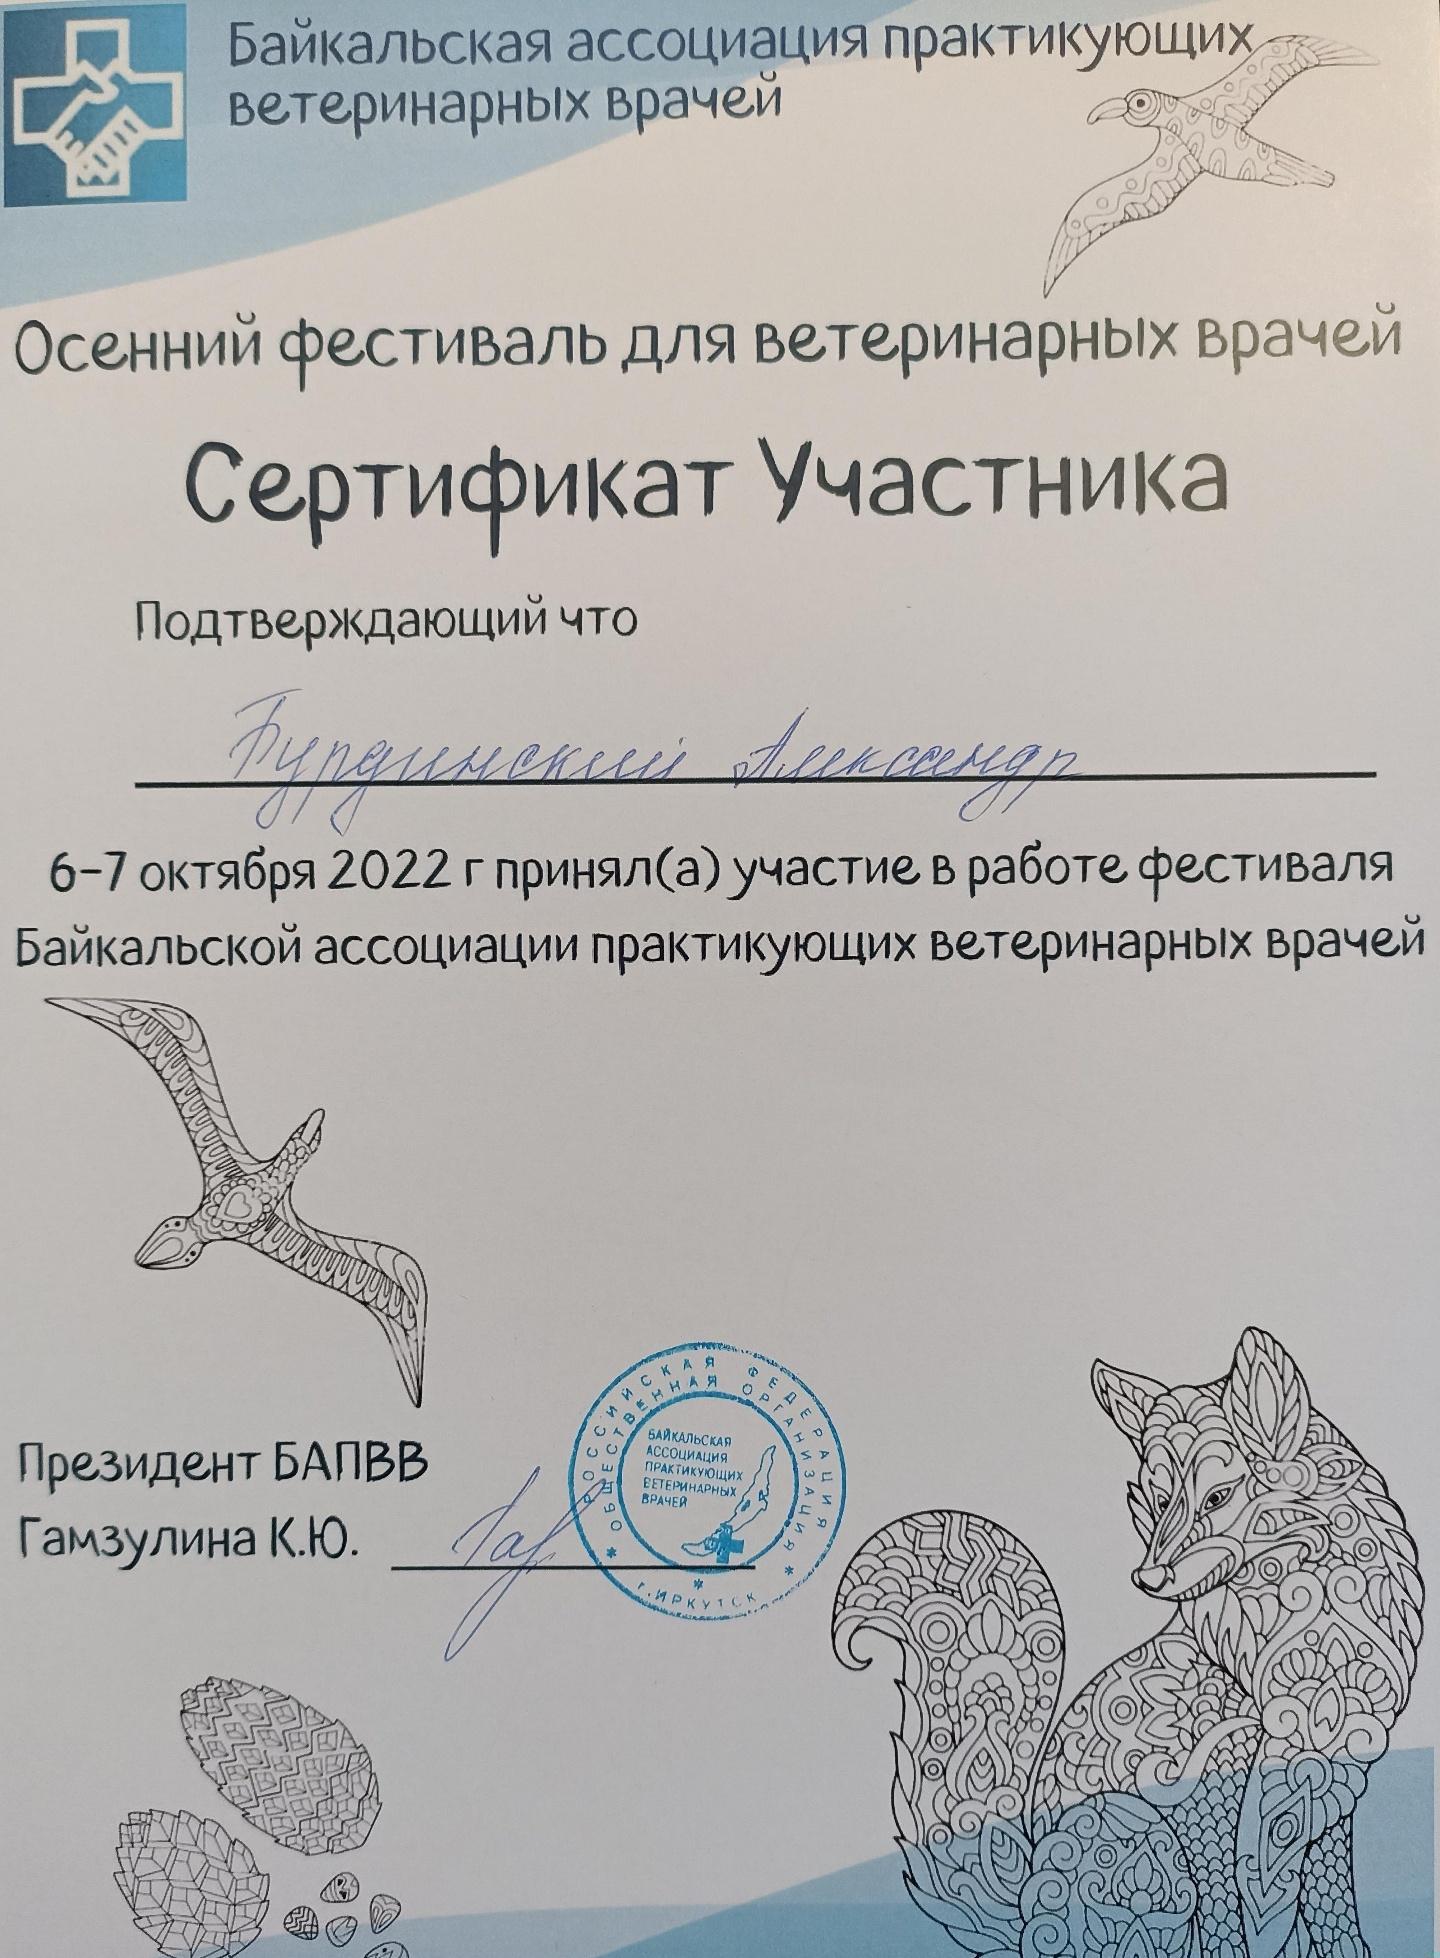 Байкальская ассоциация практикующих
ветеринарных врачей
Осенний фестиваль для ветеринарных врачей
Сертификат Участника
Подтверждающий что
Бурдинский Александр
6-7 октября 2022 г принял(а) участие в работе фестиваля
Байкальской ассоциации практикующих ветеринарных врачей
Президент БАПВВ
Гамзулина К.Ю.
РОССИЙСКАЯ ФЕДЕРАЦИЯ
* ОБЩЕСТВЕННАЯ ОРГАНИЗАЦИЯ *
БАЙКАЛЬСКАЯ
АССОЦИАЦИЯ
ПРАКТИКУЮЩИХ
ВЕТЕРИНАРНЫХ
ВРАЧЕЙ
г.ИРКУТСК